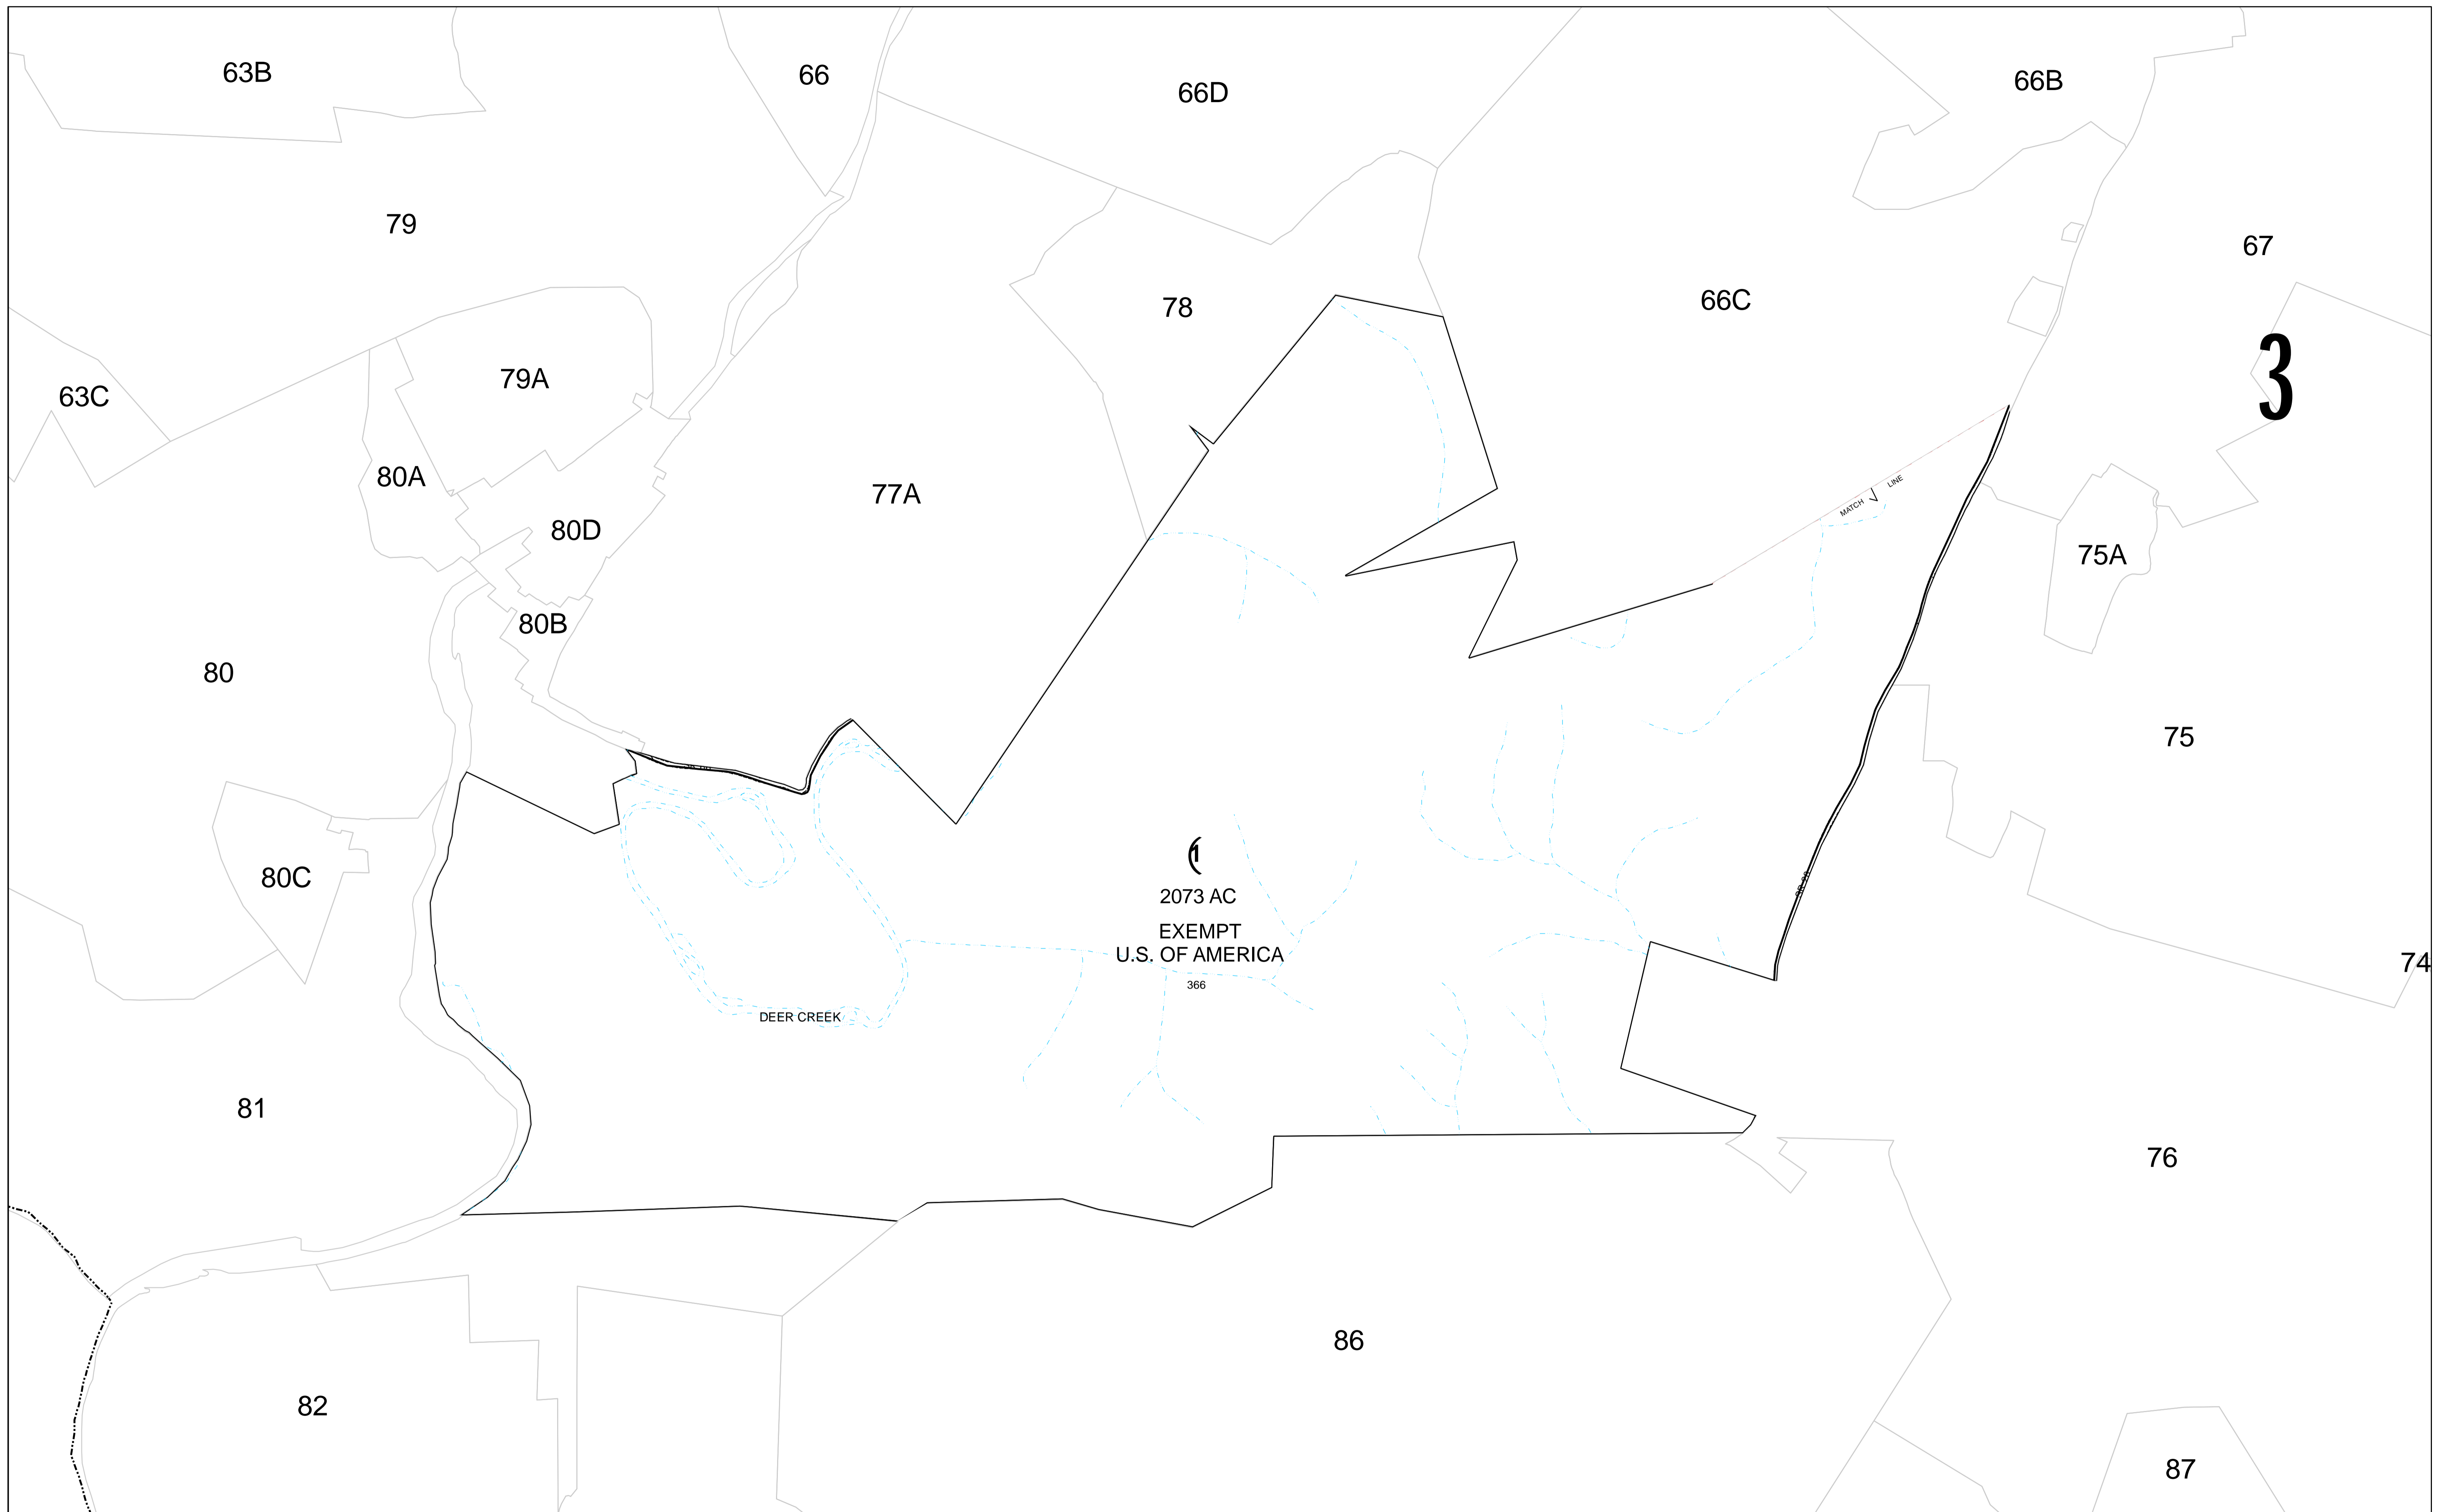 63B
66
66D
66B
79
67
78
66C
3
79A
63C
80A
77A
MATCH LINE
80D
75A
80B
80
75
80C
(1
2073 AC
EXEMPT
U.S. OF AMERICA
74
366
DEER CREEK
81
76
86
82
87